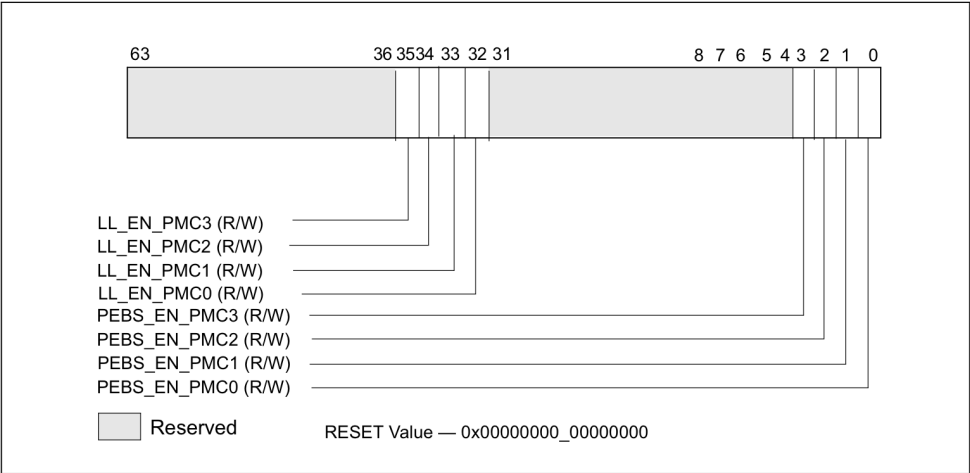 63 36 35 34 33 32 31 8 7 6 5 4 3 2 1 0
LL_EN_PMC3 (R/W)
LL_EN_PMC2 (R/W)
LL_EN_PMC1 (R/W)
LL_EN_PMC0 (R/W)
PEBS_EN_PMC3 (R/W)
PEBS_EN_PMC2 (R/W)
PEBS_EN_PMC1 (R/W)
PEBS_EN_PMC0 (R/W)
Reserved
RESET Value — 0x00000000_00000000